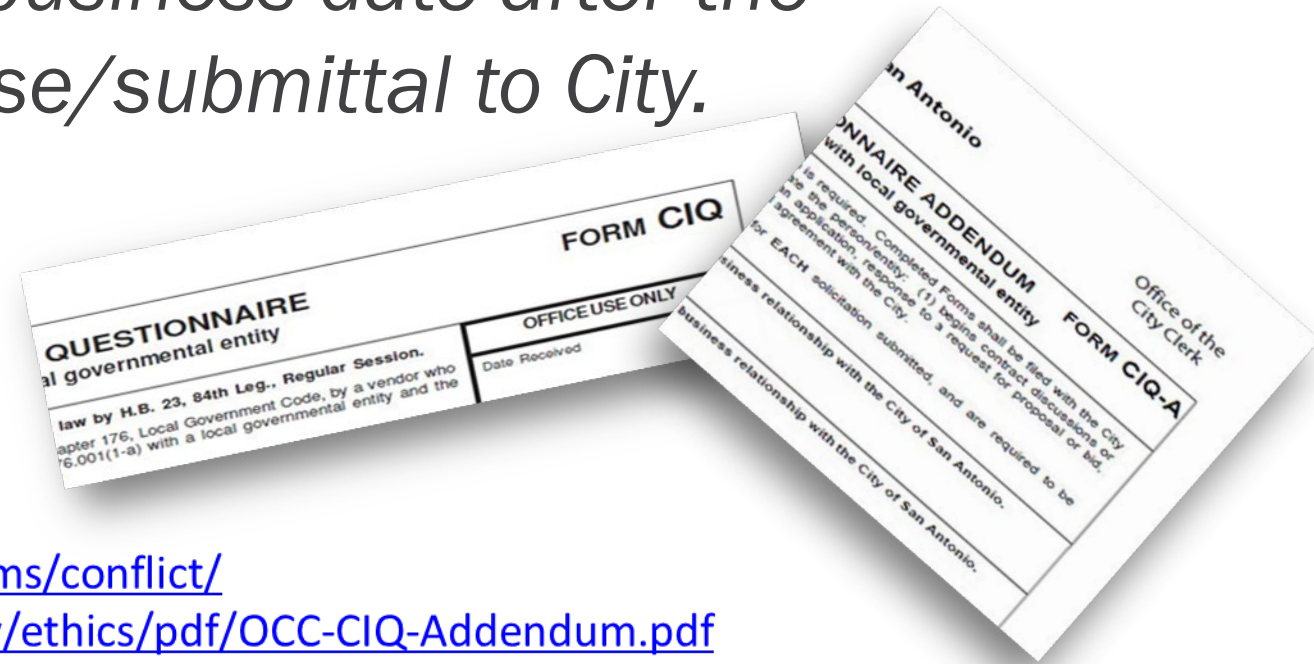 business date after the
se/submittal to City.
FORM CIQ
QUESTIONNAIRE
al governmental entity
OFFICE USE ONLY
law by H.B. 23, 84th Leg., Regular Session.
Date Received
apter 176, Local Government Code, by a vendor who
76.001(1-a) with a local governmental entity and the
an Antonio
Office of the
City Clerk
ONNAIRE ADDENDUM FORM CIQ-A
with local governmental entity
is required. Completed Forms shall be filed with the City
the person/entity: (1) begins contract discussions or
an application, response to a request for proposal or bid,
agreement with the City.
for EACH solicitation submitted, and are required to be
siness relationship with the City of San Antonio.
business relationship with the City of San Antonio.
ms/conflict/
/ethics/pdf/OCC-CIQ-Addendum.pdf